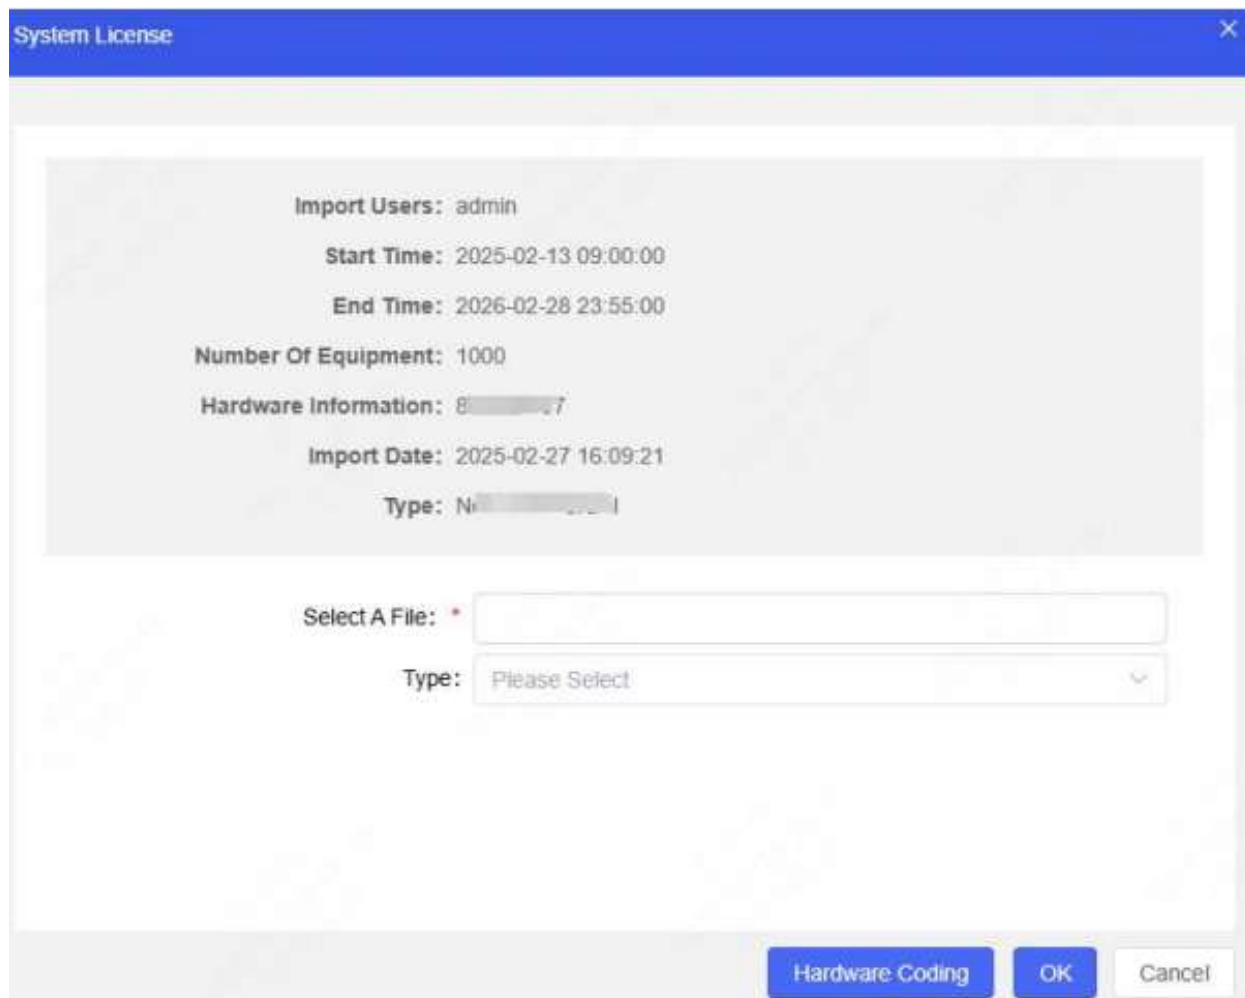 System License
Import Users: admin
Start Time: 2025-02-13 09:00:00
End Time: 2026-02-28 23:55:00
Number Of Equipment: 1000
Hardware Information:
Import Date: 2025-02-27 16:09:21
Type:
Select A File: *
Type: Please Select
Hardware Coding OK Cancel